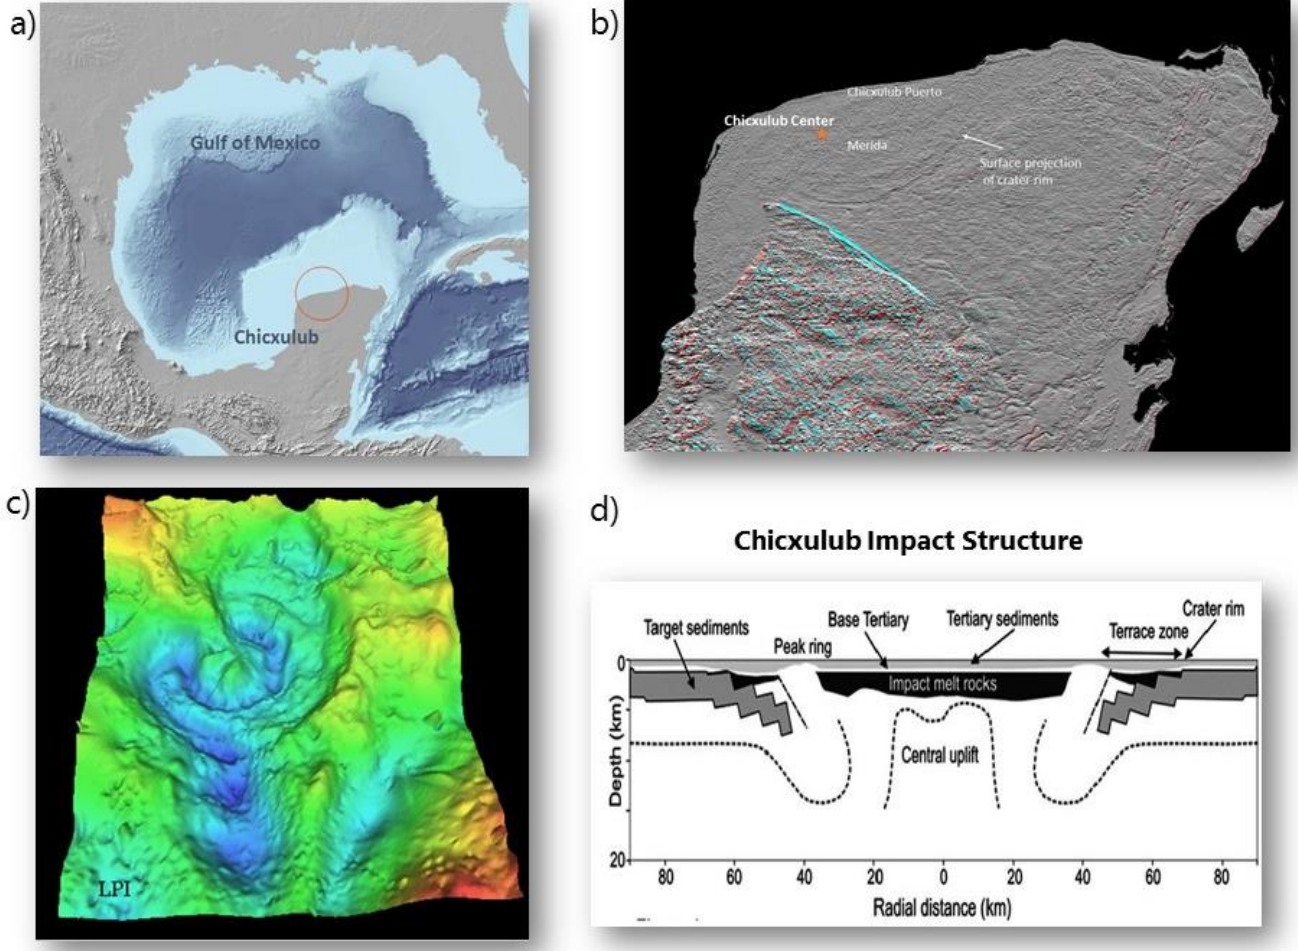 a)
Gulf of Mexico
Chicxulub
b)
Chicxulub Puerto
Chicxulub Center
Merida
Surface projection
of crater rim
c)
LPI
d)
Chicxulub Impact Structure
Target sediments
Peak ring
Base Tertiary
Tertiary sediments
Terrace zone
Crater rim
Impact melt rocks
Central uplift
Depth (km)
0
20
80 60 40 20 0 20 40 60 80
Radial distance (km)